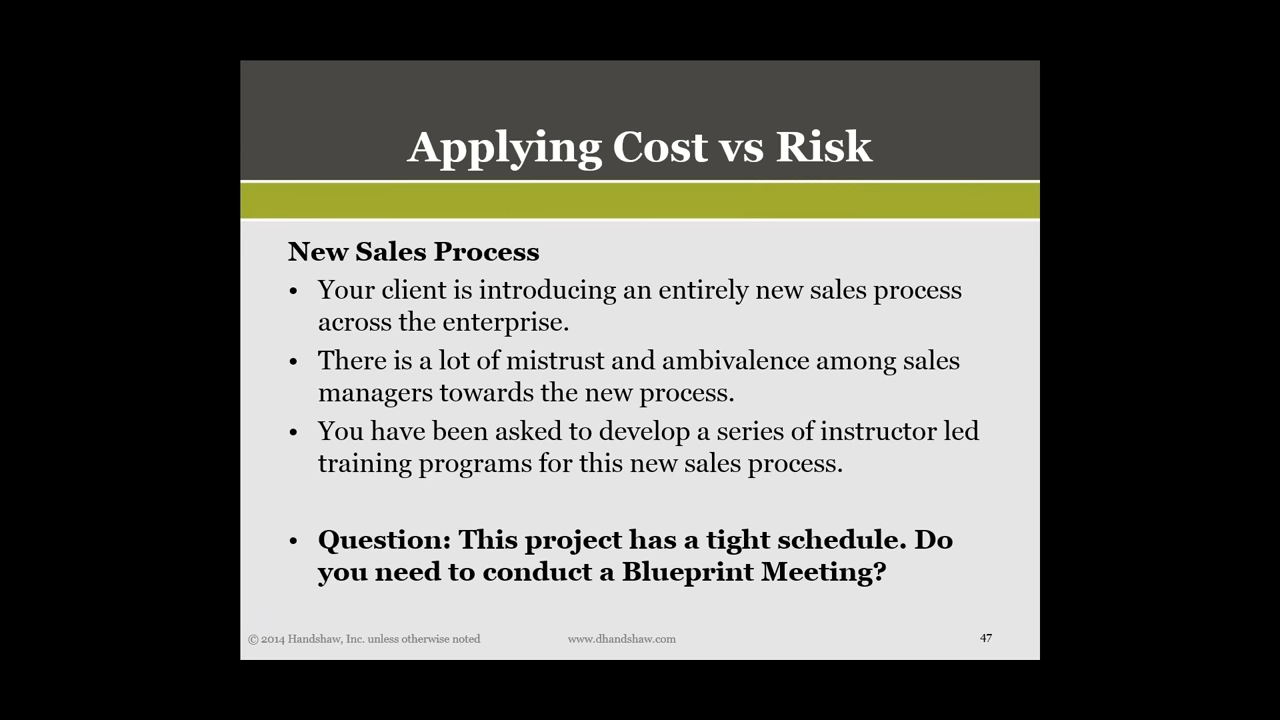 Applying Cost vs Risk
New Sales Process
• Your client is introducing an entirely new sales process
across the enterprise.
• There is a lot of mistrust and ambivalence among sales
managers towards the new process.
• You have been asked to develop a series of instructor led
training programs for this new sales process.
• Question: This project has a tight schedule. Do
you need to conduct a Blueprint Meeting?
© 2014 Handshaw, Inc. unless otherwise noted
www.dhandshaw.com
47